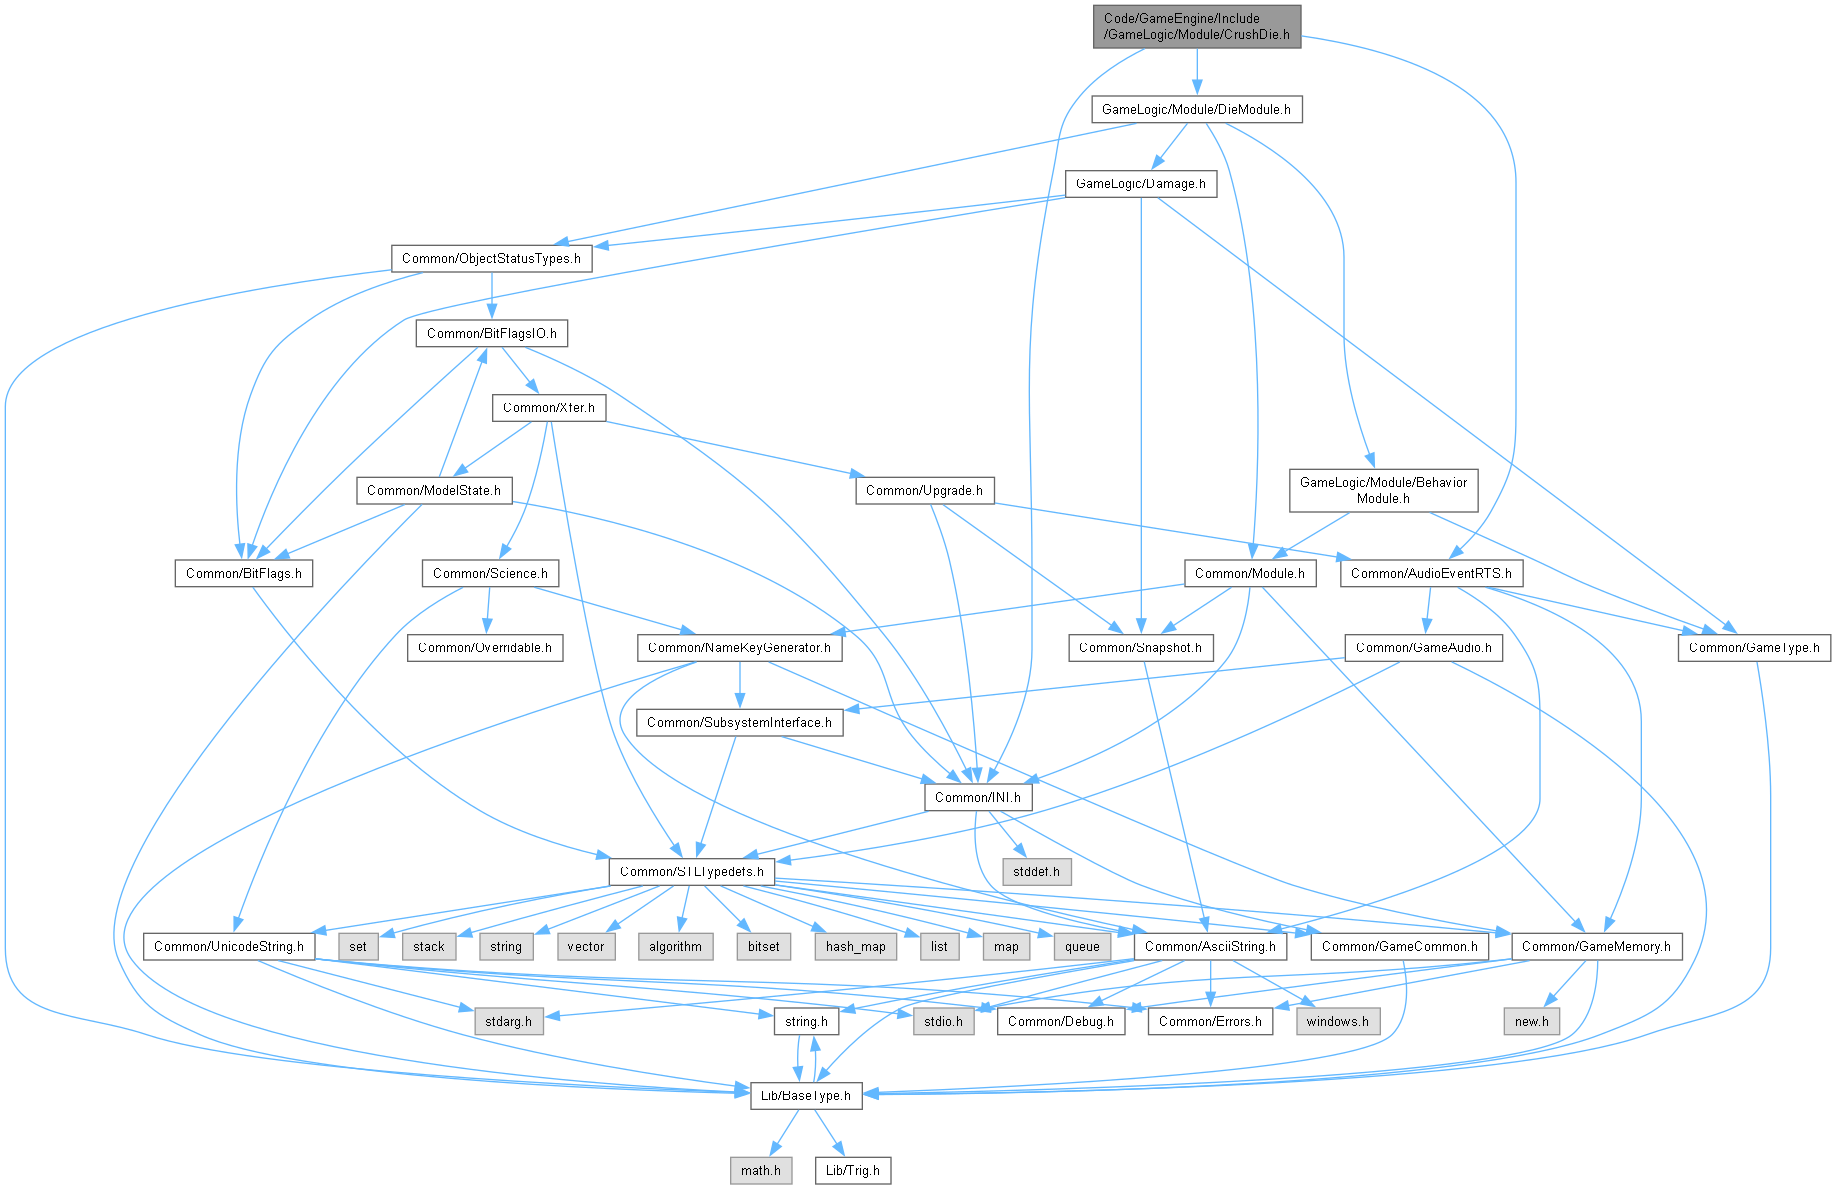 Code/GameEngine/Include
/GameLogic/Module/CrushDie.h
GameLogic/Module/DieModule.h
GameLogic/Damage.h
Common/ObjectStatusTypes.h
Common/BitFlagsIO.h
Common/Xfer.h
Common/ModelState.h
Common/Upgrade.h
GameLogic/Module/Behavior
Module.h
Common/BitFlags.h
Common/Science.h
Common/Module.h
Common/AudioEventRTS.h
Common/Overridable.h
Common/NameKeyGenerator.h
Common/Snapshot.h
Common/GameAudio.h
Common/GameType.h
Common/SubsystemInterface.h
Common/INI.h
Common/STLTypedefs.h
stddef.h
Common/UnicodeString.h
set
stack
string
vector
algorithm
bitset
hash_map
list
map
queue
Common/AsciiString.h
Common/GameCommon.h
Common/GameMemory.h
stdarg.h
string.h
stdio.h
Common/Debug.h
Common/Errors.h
windows.h
new.h
Lib/BaseType.h
math.h
Lib/Trig.h